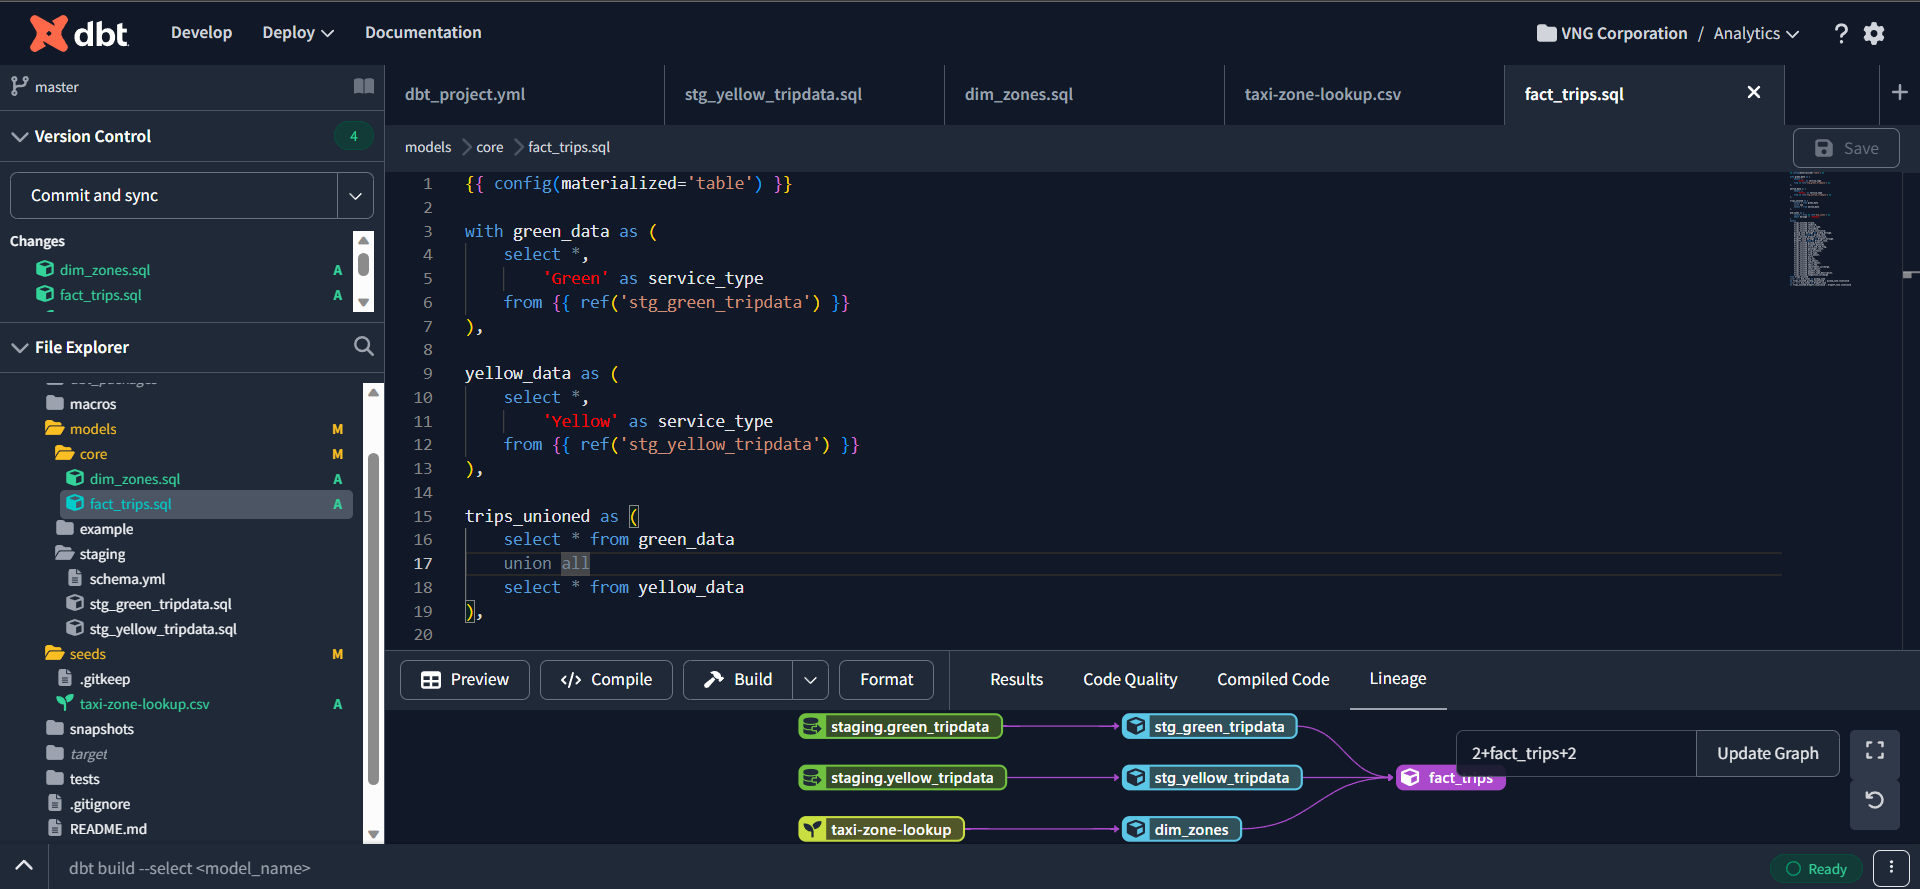 dbt
Develop
Deploy
Documentation
VNG Corporation / Analytics
?
master
Version Control
4
Commit and sync
Changes
dim_zones.sql A
fact_trips.sql A
File Explorer
dbt_packages
macros
models M
core M
dim_zones.sql A
fact_trips.sql A
example
staging
schema.yml
stg_green_tripdata.sql
stg_yellow_tripdata.sql
seeds M
.gitkeep
taxi-zone-lookup.csv A
snapshots
target
tests
.gitignore
README.md
dbt_project.yml
stg_yellow_tripdata.sql
dim_zones.sql
taxi-zone-lookup.csv
fact_trips.sql
models > core > fact_trips.sql
Save
1 {{ config(materialized='table') }}
2
3 with green_data as (
4 select *,
5 'Green' as service_type
6 from {{ ref('stg_green_tripdata') }}
7 ),
8
9 yellow_data as (
10 select *,
11 'Yellow' as service_type
12 from {{ ref('stg_yellow_tripdata') }}
13 ),
14
15 trips_unioned as (
16 select * from green_data
17 union all
18 select * from yellow_data
19 ),
20
Preview
Compile
Build
Format
Results
Code Quality
Compiled Code
Lineage
staging.green_tripdata
stg_green_tripdata
staging.yellow_tripdata
stg_yellow_tripdata
fact_trips
taxi-zone-lookup
dim_zones
2+fact_trips+2
Update Graph
dbt build --select <model_name>
Ready